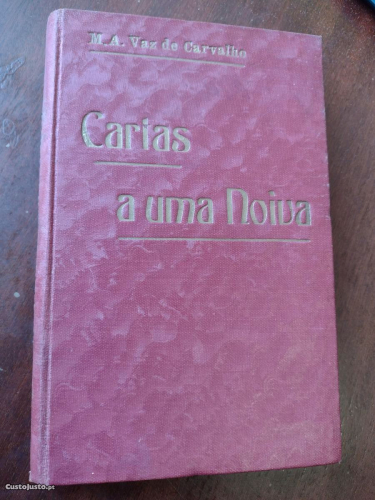 M. A. Vaz de Carvalho
Cartas
a uma Noiva
CustoJusto.pt